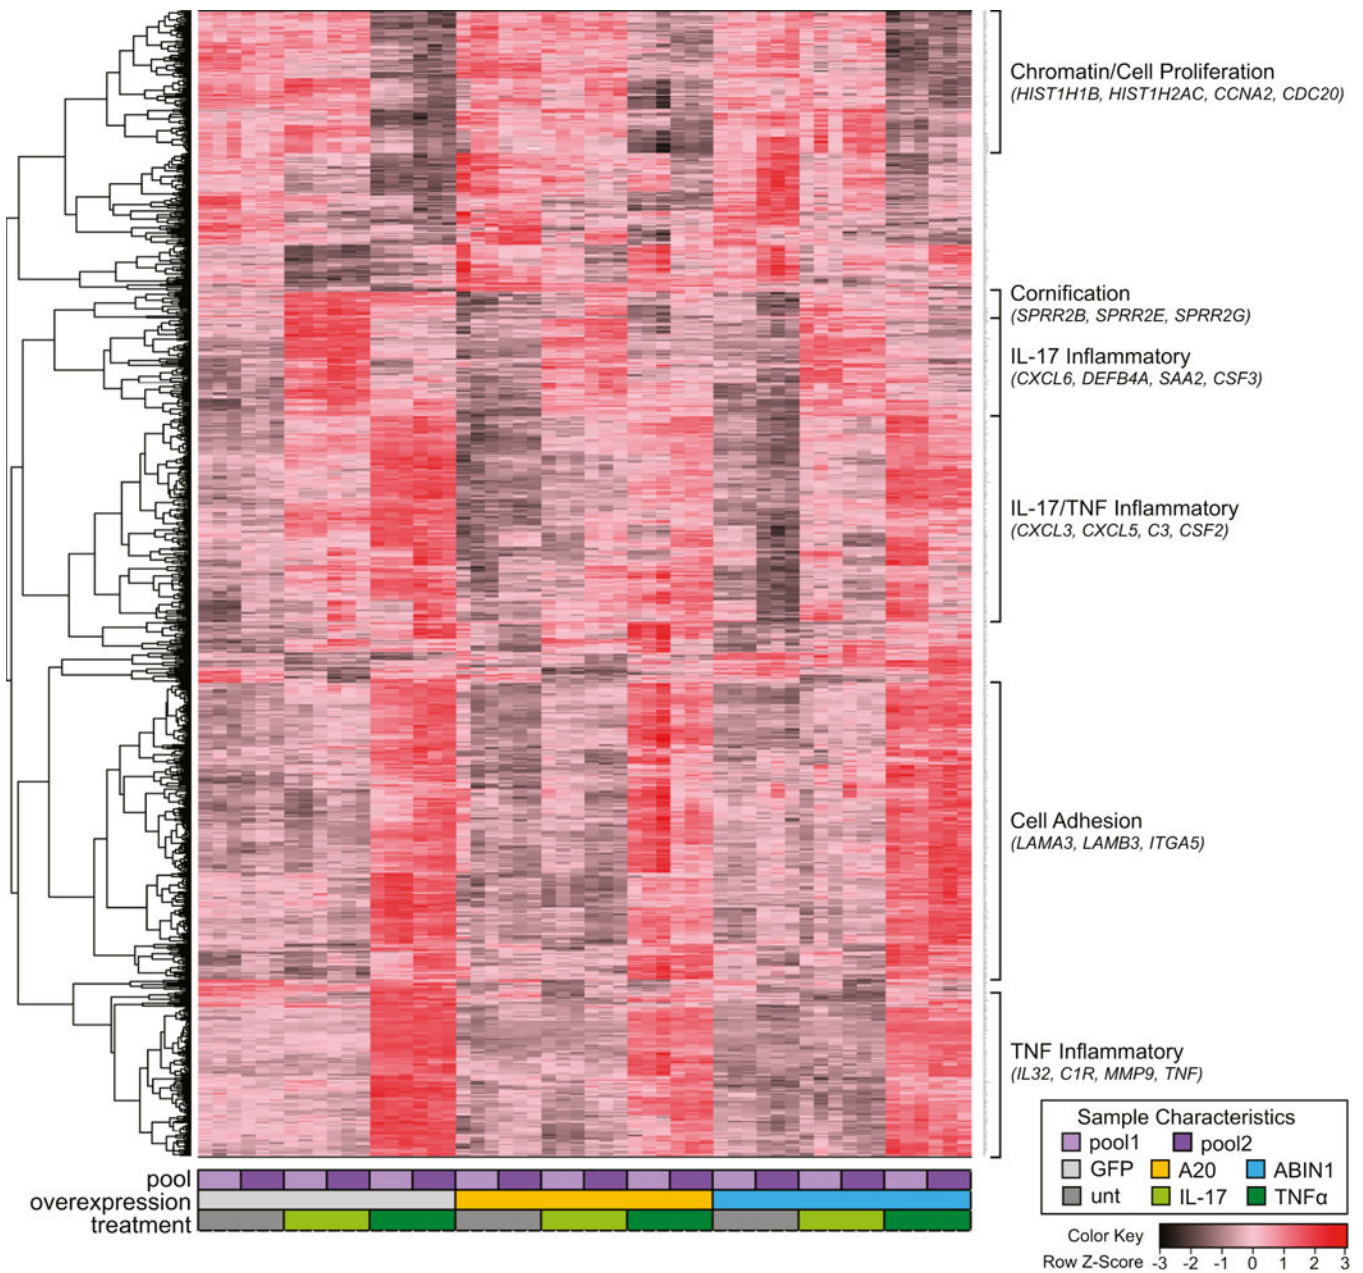 Chromatin/Cell Proliferation
(HIST1H1B, HIST1H2AC, CCNA2, CDC20)
Cornification
(SPRR2B, SPRR2E, SPRR2G)
IL-17 Inflammatory
(CXCL6, DEFB4A, SAA2, CSF3)
IL-17/TNF Inflammatory
(CXCL3, CXCL5, C3, CSF2)
Cell Adhesion
(LAMA3, LAMB3, ITGA5)
TNF Inflammatory
(IL32, C1R, MMP9, TNF)
Sample Characteristics
pool1 pool2
GFP A20 ABIN1
unt IL-17 TNFα
pool
overexpression
treatment
Color Key
Row Z-Score -3 -2 -1 0 1 2 3